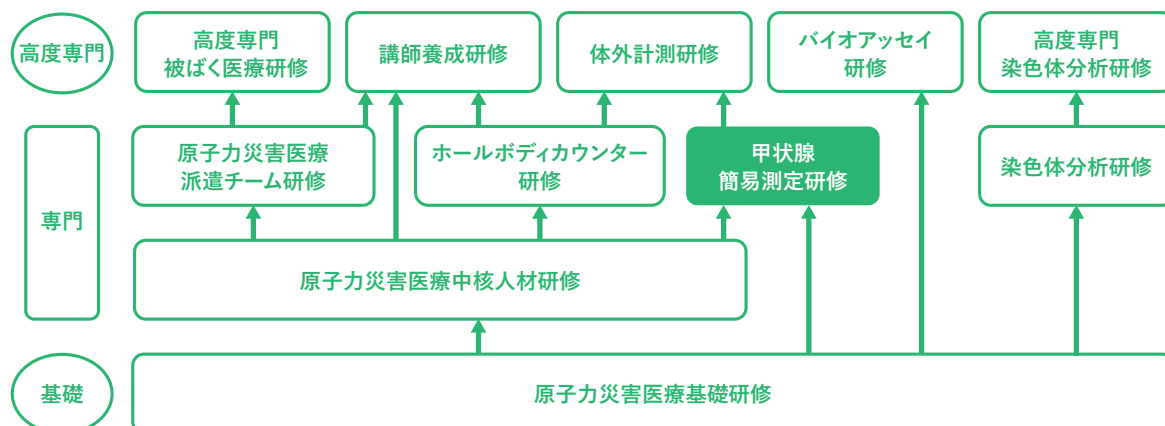 高度専門
高度専門
被ばく医療研修
講師養成研修
体外計測研修
バイオアッセイ
研修
高度専門
染色体分析研修
専門
原子力災害医療
派遣チーム研修
ホールボディカウンター
研修
甲状腺
簡易測定研修
染色体分析研修
原子力災害医療中核人材研修
基礎
原子力災害医療基礎研修